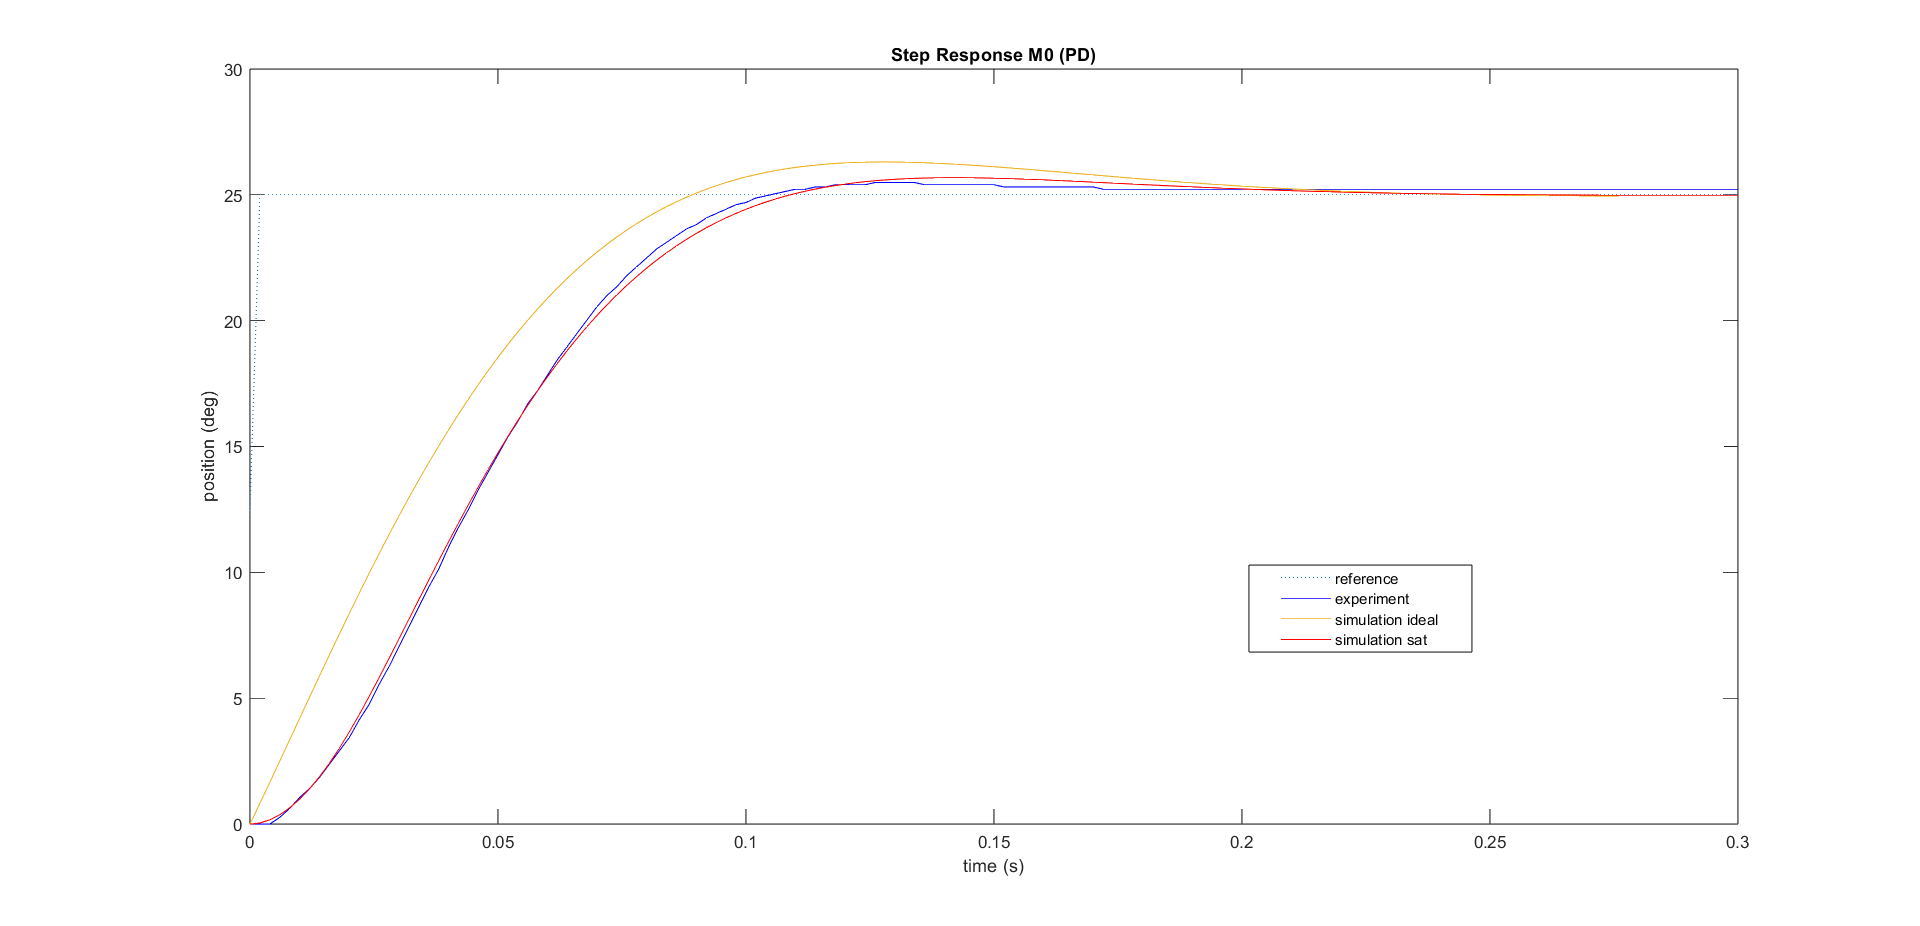 Step Response M0 (PD)
30
25
20
15
10
5
0
position (deg)
reference
experiment
simulation ideal
simulation sat
0 0.05 0.1 0.15 0.2 0.25 0.3
time (s)